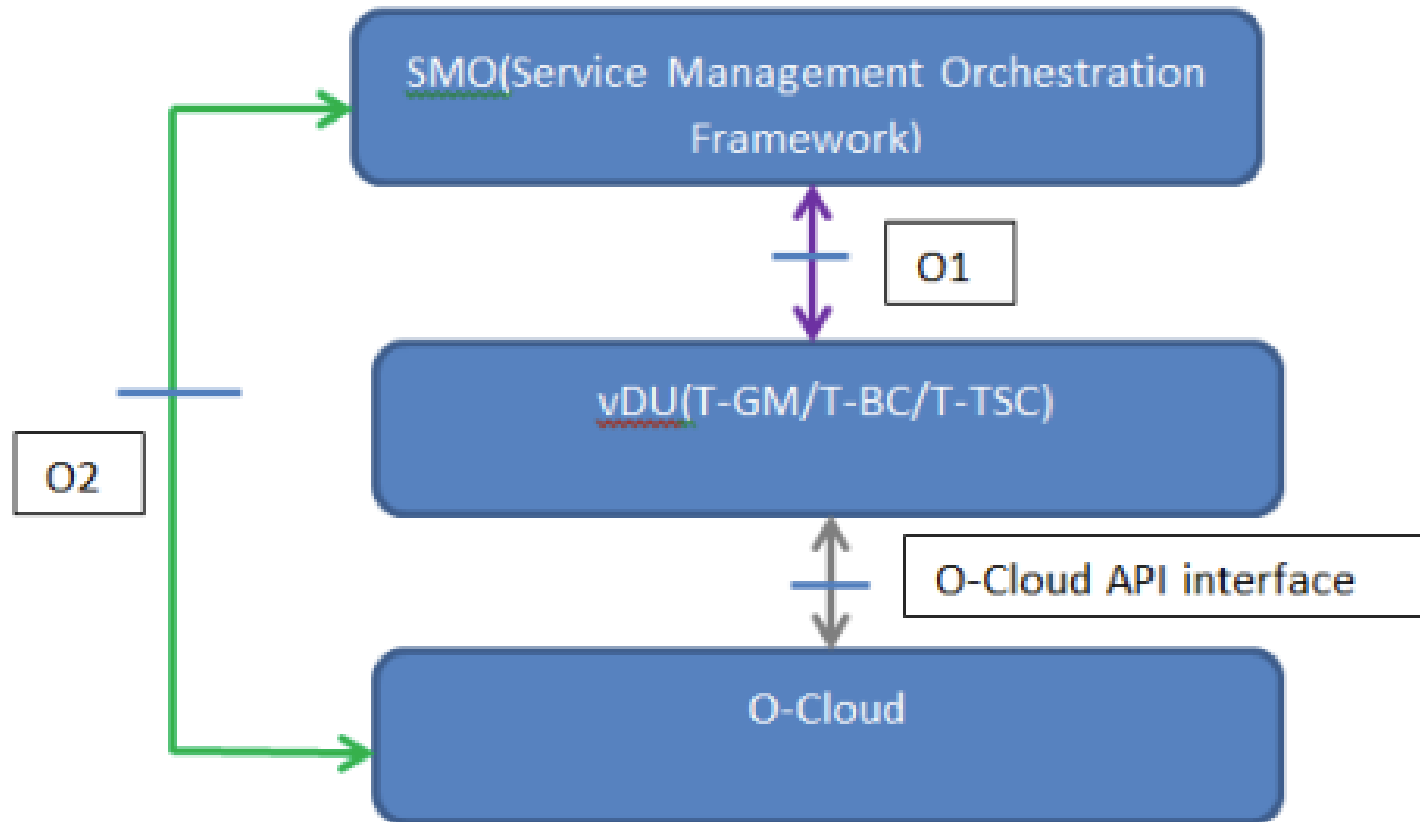 SMO(Service Management Orchestration
Framework)
O1
vDU(T-GM/T-BC/T-TSC)
O2
O-Cloud API interface
O-Cloud